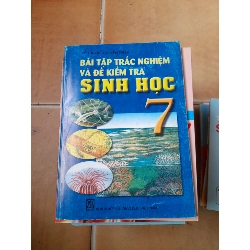 BÀI TẬP TRẮC NGHIỆM
VÀ ĐỀ KIỂM TRA
SINH HỌC
7